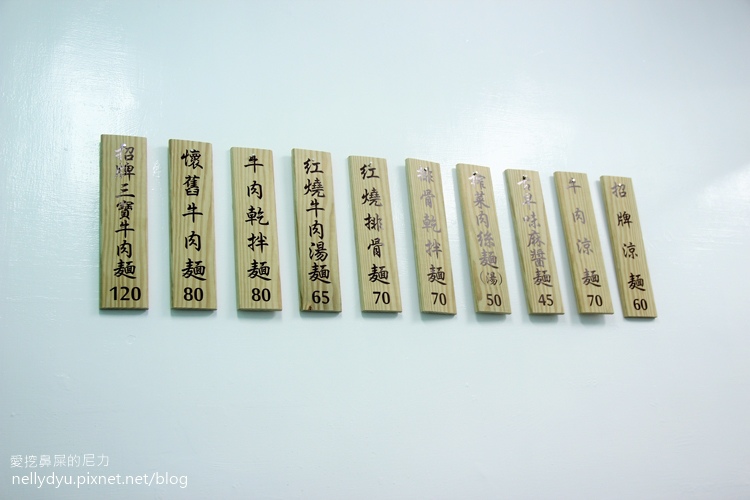 招牌三寶牛肉麵
120
懷舊牛肉麵
80
牛肉乾拌麵
80
紅燒牛肉湯麵
65
紅燒排骨麵
70
排骨乾拌麵
70
榨菜肉絲麵(湯)
50
古早味麻醬麵
45
牛肉涼麵
70
招牌涼麵
60
愛挖鼻屎的尼力
nellydyu.pixnet.net/blog